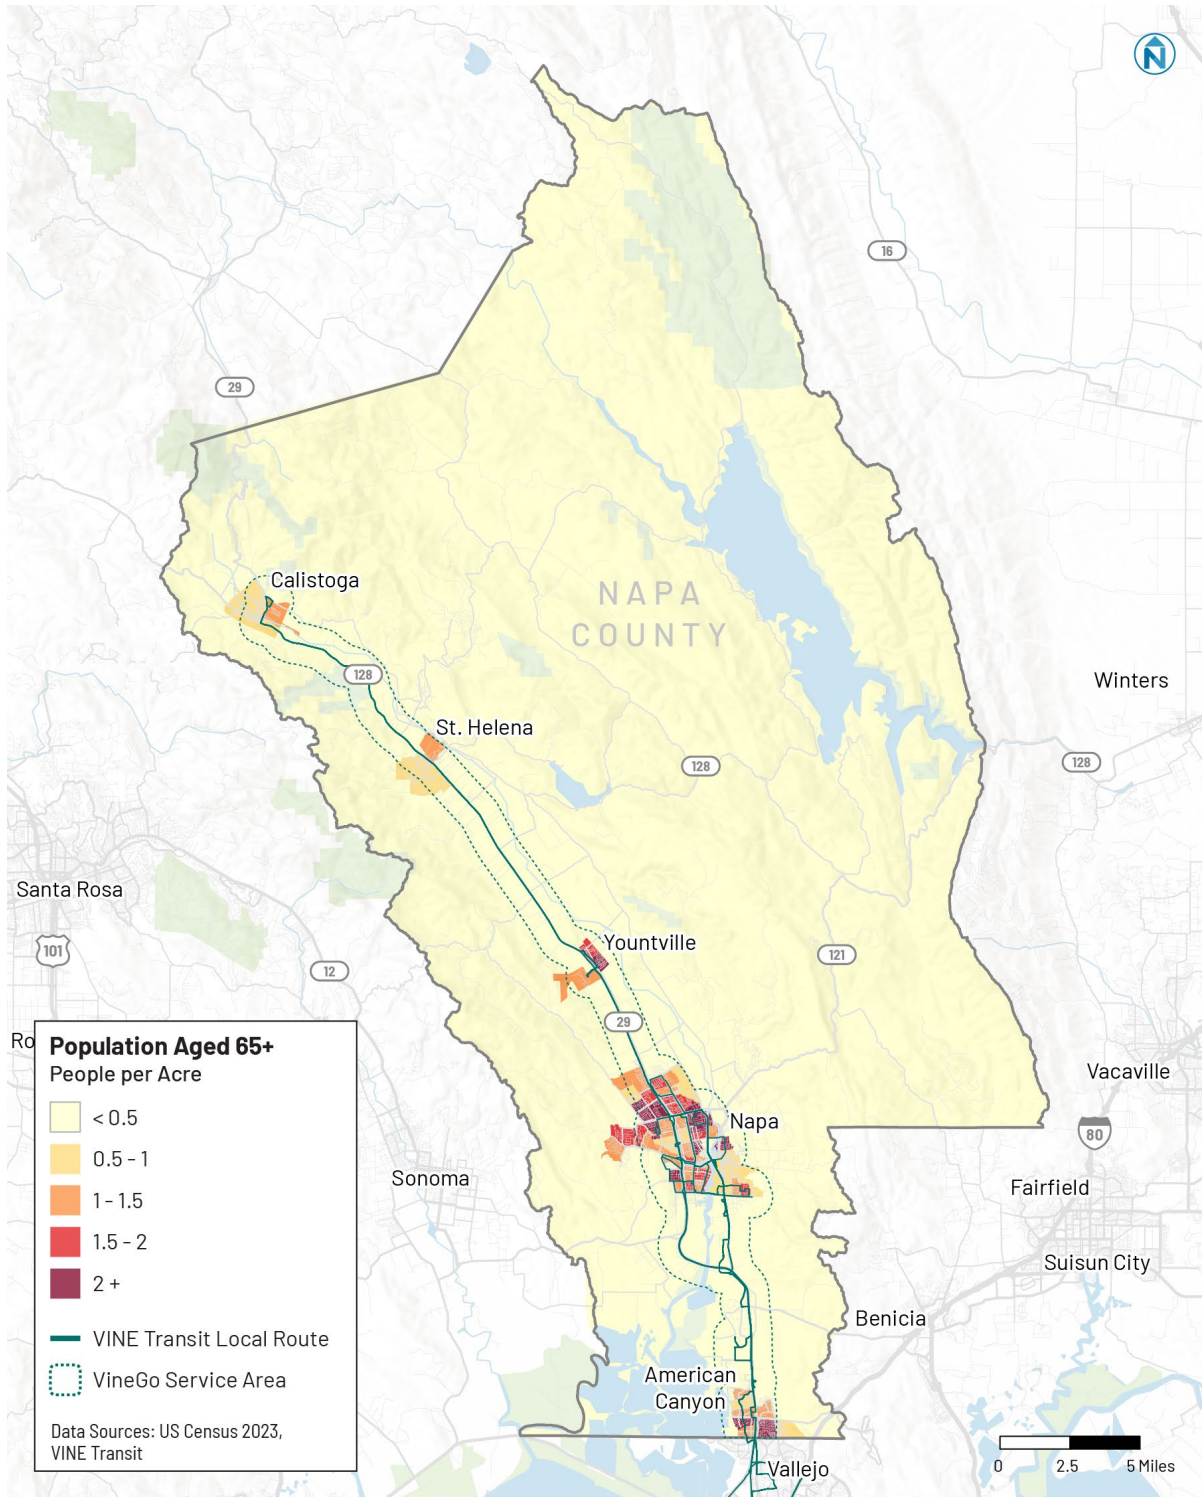 N
16
29
Calistoga
NAPA
COUNTY
128
Winters
St. Helena
128
128
Santa Rosa
101
12
Yountville
121
29
Ro
Vacaville
Napa
80
Sonoma
Fairfield
Suisun City
Benicia
American
Canyon
Vallejo
Population Aged 65+
People per Acre
< 0.5
0.5 - 1
1 - 1.5
1.5 - 2
2 +
VINE Transit Local Route
VineGo Service Area
Data Sources: US Census 2023,
VINE Transit
0 2.5 5 Miles